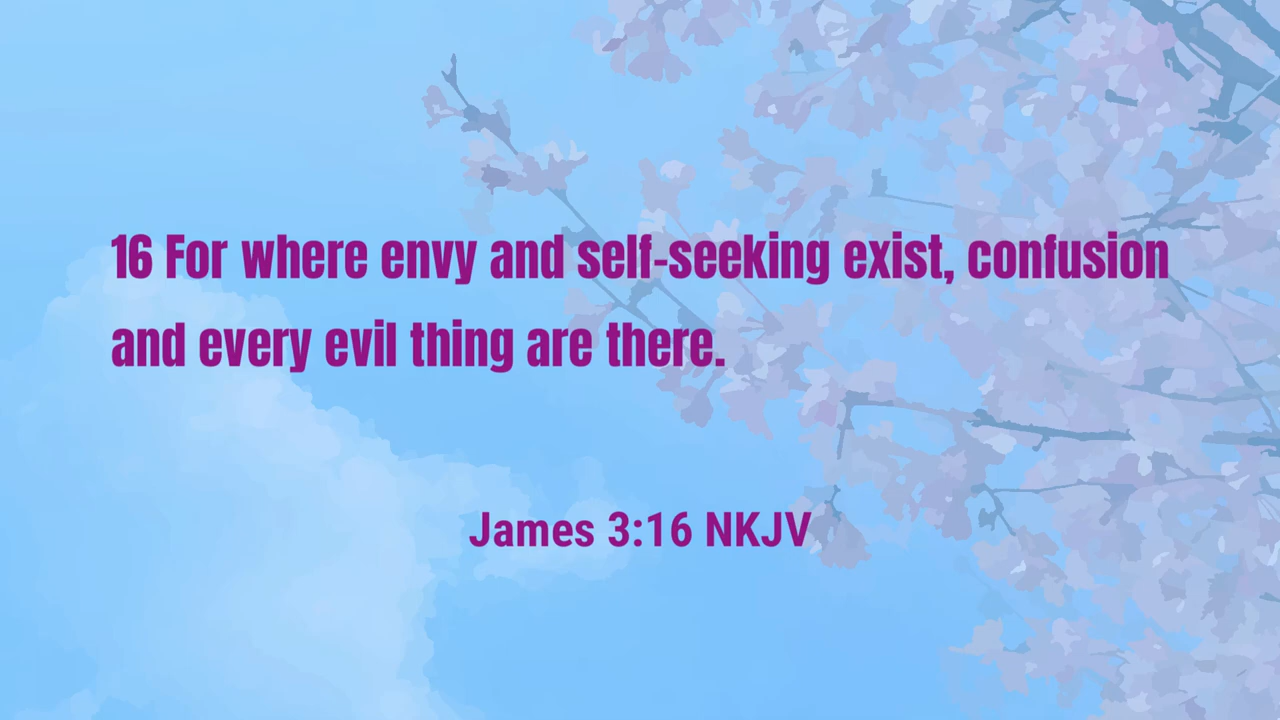 16 For where envy and self-seeking exist, confusion
and every evil thing are there.
James 3:16 NKJV